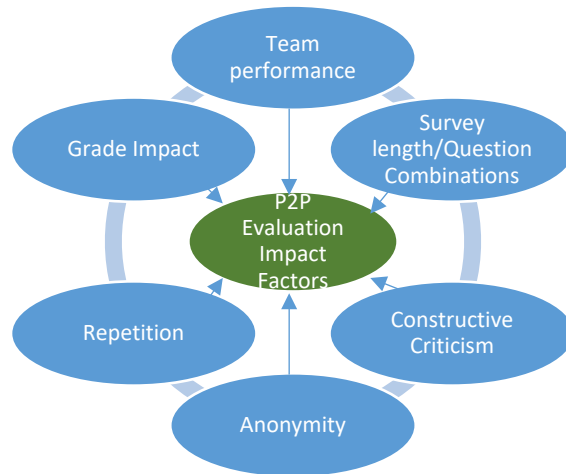 Team
performance
Grade Impact
Survey
length/Question
Combinations
P2P
Evaluation
Impact
Factors
Repetition
Constructive
Criticism
Anonymity